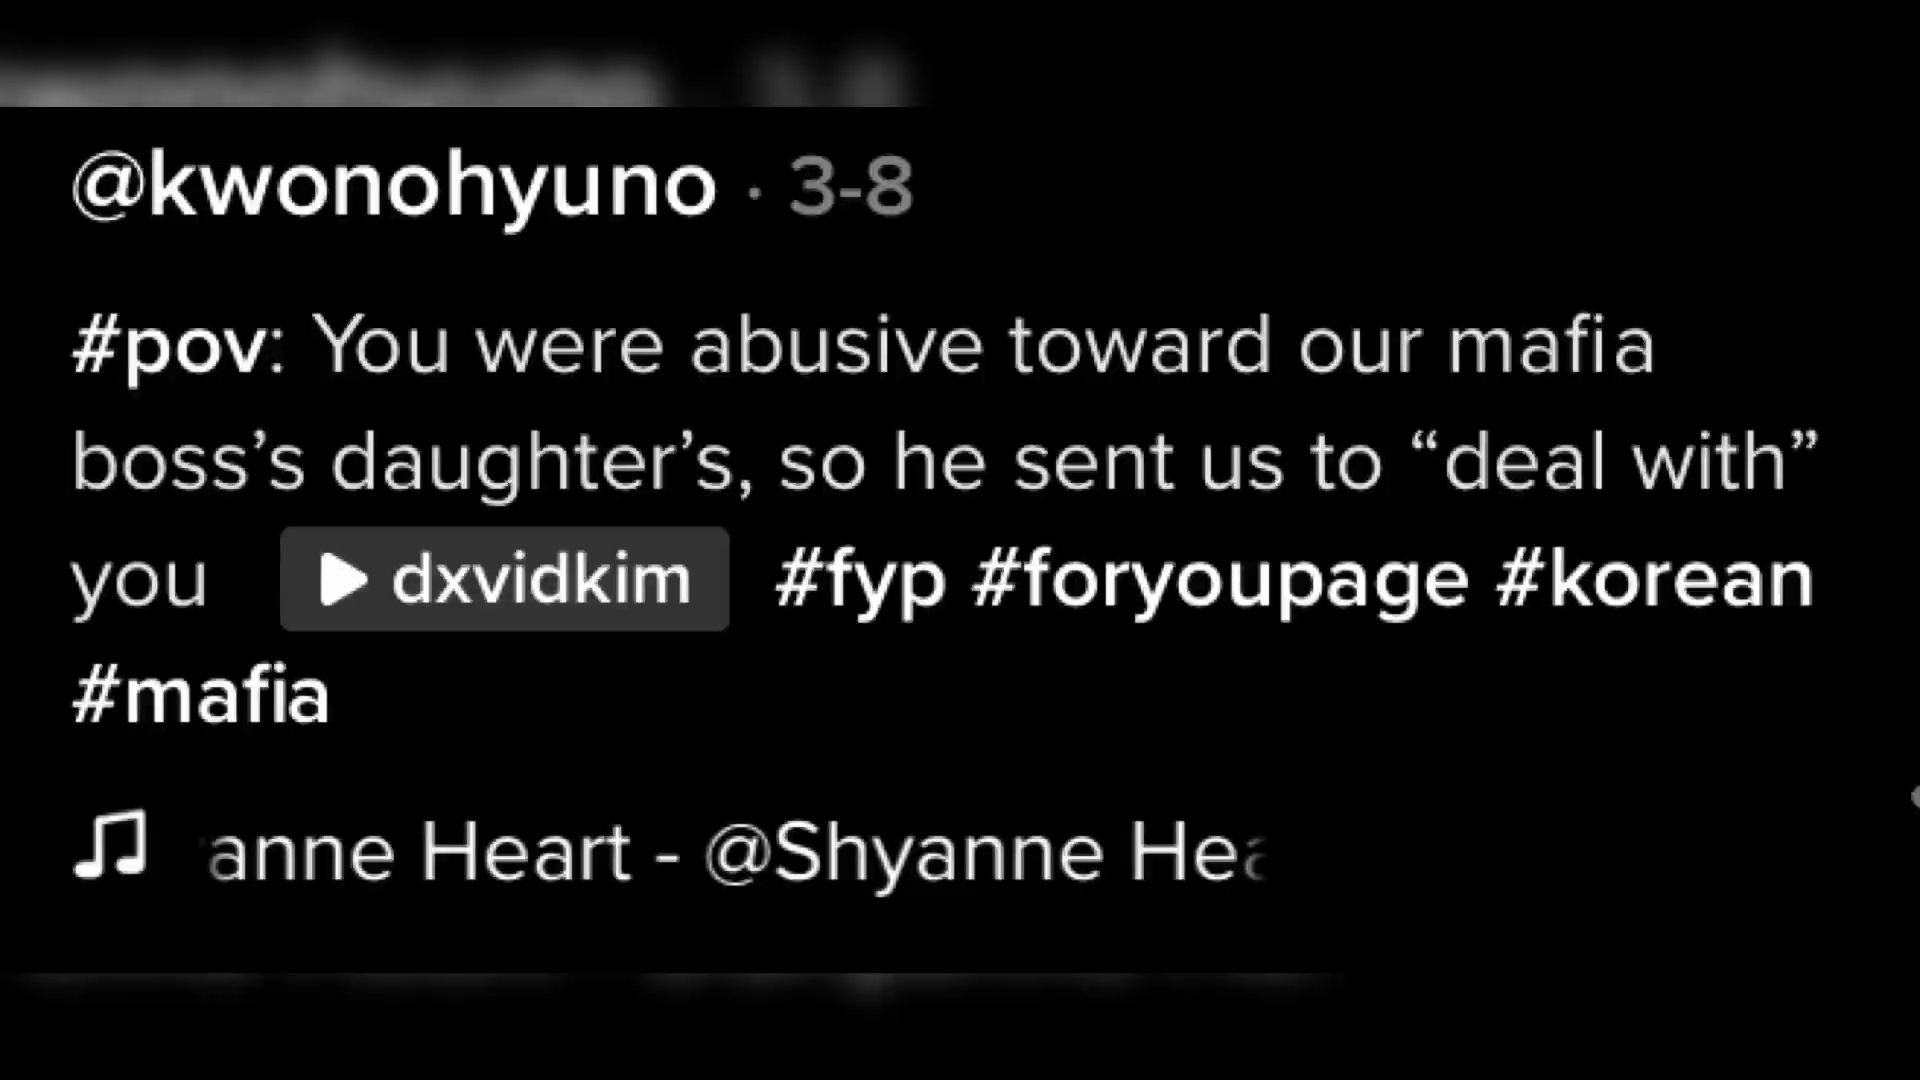 @kwonohyuno · 3-8
#pov: You were abusive toward our mafia
boss’s daughter’s, so he sent us to “deal with”
you dxvidkim #fyp #foryoupage #korean
#mafia
anne Heart - @Shyanne Hea